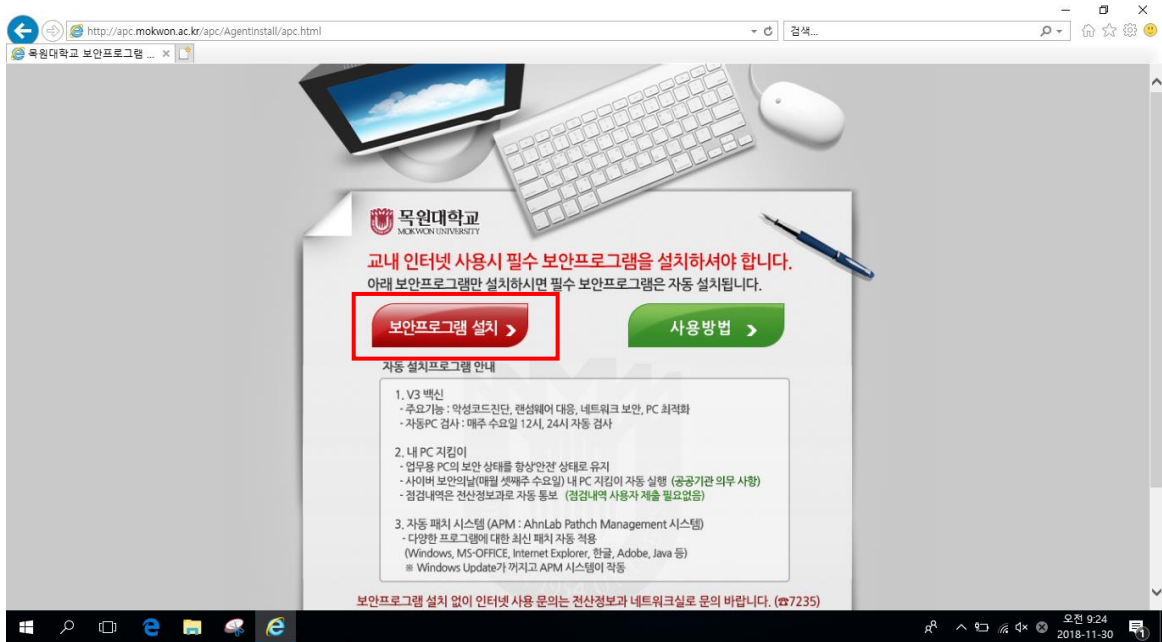 http://apc.mokwon.ac.kr/apc/AgentInstall/apc.html
검색...
목원대학교 보안프로그램 ...
목원대학교
MOKWON UNIVERSITY
교내 인터넷 사용시 필수 보안프로그램을 설치하셔야 합니다.
아래 보안프로그램만 설치하시면 필수 보안프로그램은 자동 설치됩니다.
보안프로그램 설치 >
사용방법 >
자동 설치프로그램 안내
1. V3 백신
- 주요기능 : 악성코드진단, 랜섬웨어 대응, 네트워크 보안, PC 최적화
- 자동PC 검사 : 매주 수요일 12시, 24시 자동 검사
2. 내 PC 지킴이
- 업무용 PC의 보안 상태를 항상'안전' 상태로 유지
- 사이버 보안의날(매월 셋째주 수요일) 내 PC 지킴이 자동 실행 (공공기관 의무 사항)
- 점검내역은 전산정보과로 자동 통보 (점검내역 사용자 제출 필요없음)
3. 자동 패치 시스템 (APM : AhnLab Pathch Management 시스템)
- 다양한 프로그램에 대한 최신 패치 자동 적용
(Windows, MS-OFFICE, Internet Explorer, 한글, Adobe, Java 등)
※ Windows Update가 꺼지고 APM 시스템이 작동
보안프로그램 설치 없이 인터넷 사용 문의는 전산정보과 네트워크실로 문의 바랍니다. (☎7235)
오전 9:24
2018-11-30